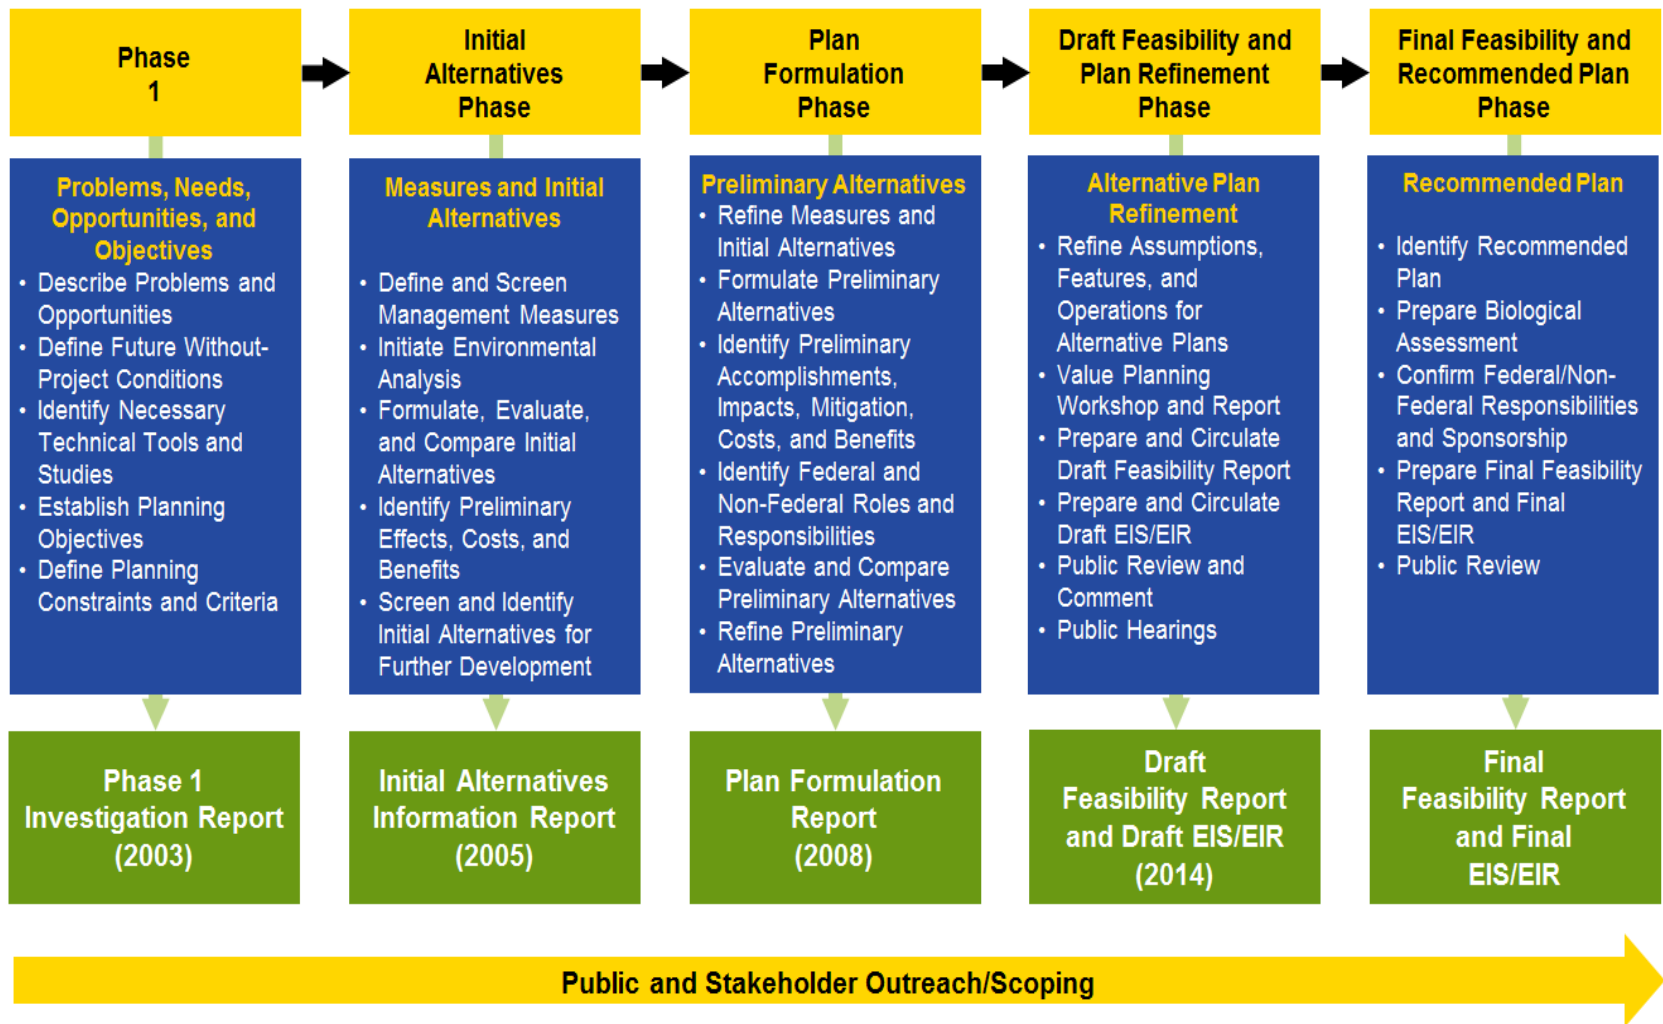 Phase
1
Initial
Alternatives
Phase
Plan
Formulation
Phase
Draft Feasibility and
Plan Refinement
Phase
Final Feasibility and
Recommended Plan
Phase
Problems, Needs,
Opportunities, and
Objectives
• Describe Problems and
Opportunities
• Define Future Without-
Project Conditions
• Identify Necessary
Technical Tools and
Studies
• Establish Planning
Objectives
• Define Planning
Constraints and Criteria
Measures and Initial
Alternatives
• Define and Screen
Management Measures
• Initiate Environmental
Analysis
• Formulate, Evaluate,
and Compare Initial
Alternatives
• Identify Preliminary
Effects, Costs, and
Benefits
• Screen and Identify
Initial Alternatives for
Further Development
Preliminary Alternatives
• Refine Measures and
Initial Alternatives
• Formulate Preliminary
Alternatives
• Identify Preliminary
Accomplishments,
Impacts, Mitigation,
Costs, and Benefits
• Identify Federal and
Non-Federal Roles and
Responsibilities
• Evaluate and Compare
Preliminary Alternatives
• Refine Preliminary
Alternatives
Alternative Plan
Refinement
• Refine Assumptions,
Features, and
Operations for
Alternative Plans
• Value Planning
Workshop and Report
• Prepare and Circulate
Draft Feasibility Report
• Prepare and Circulate
Draft EIS/EIR
• Public Review and
Comment
• Public Hearings
Recommended Plan
• Identify Recommended
Plan
• Prepare Biological
Assessment
• Confirm Federal/Non-
Federal Responsibilities
and Sponsorship
• Prepare Final Feasibility
Report and Final
EIS/EIR
• Public Review
Phase 1
Investigation Report
(2003)
Initial Alternatives
Information Report
(2005)
Plan Formulation
Report
(2008)
Draft
Feasibility Report
and Draft EIS/EIR
(2014)
Final
Feasibility Report
and Final
EIS/EIR
Public and Stakeholder Outreach/Scoping